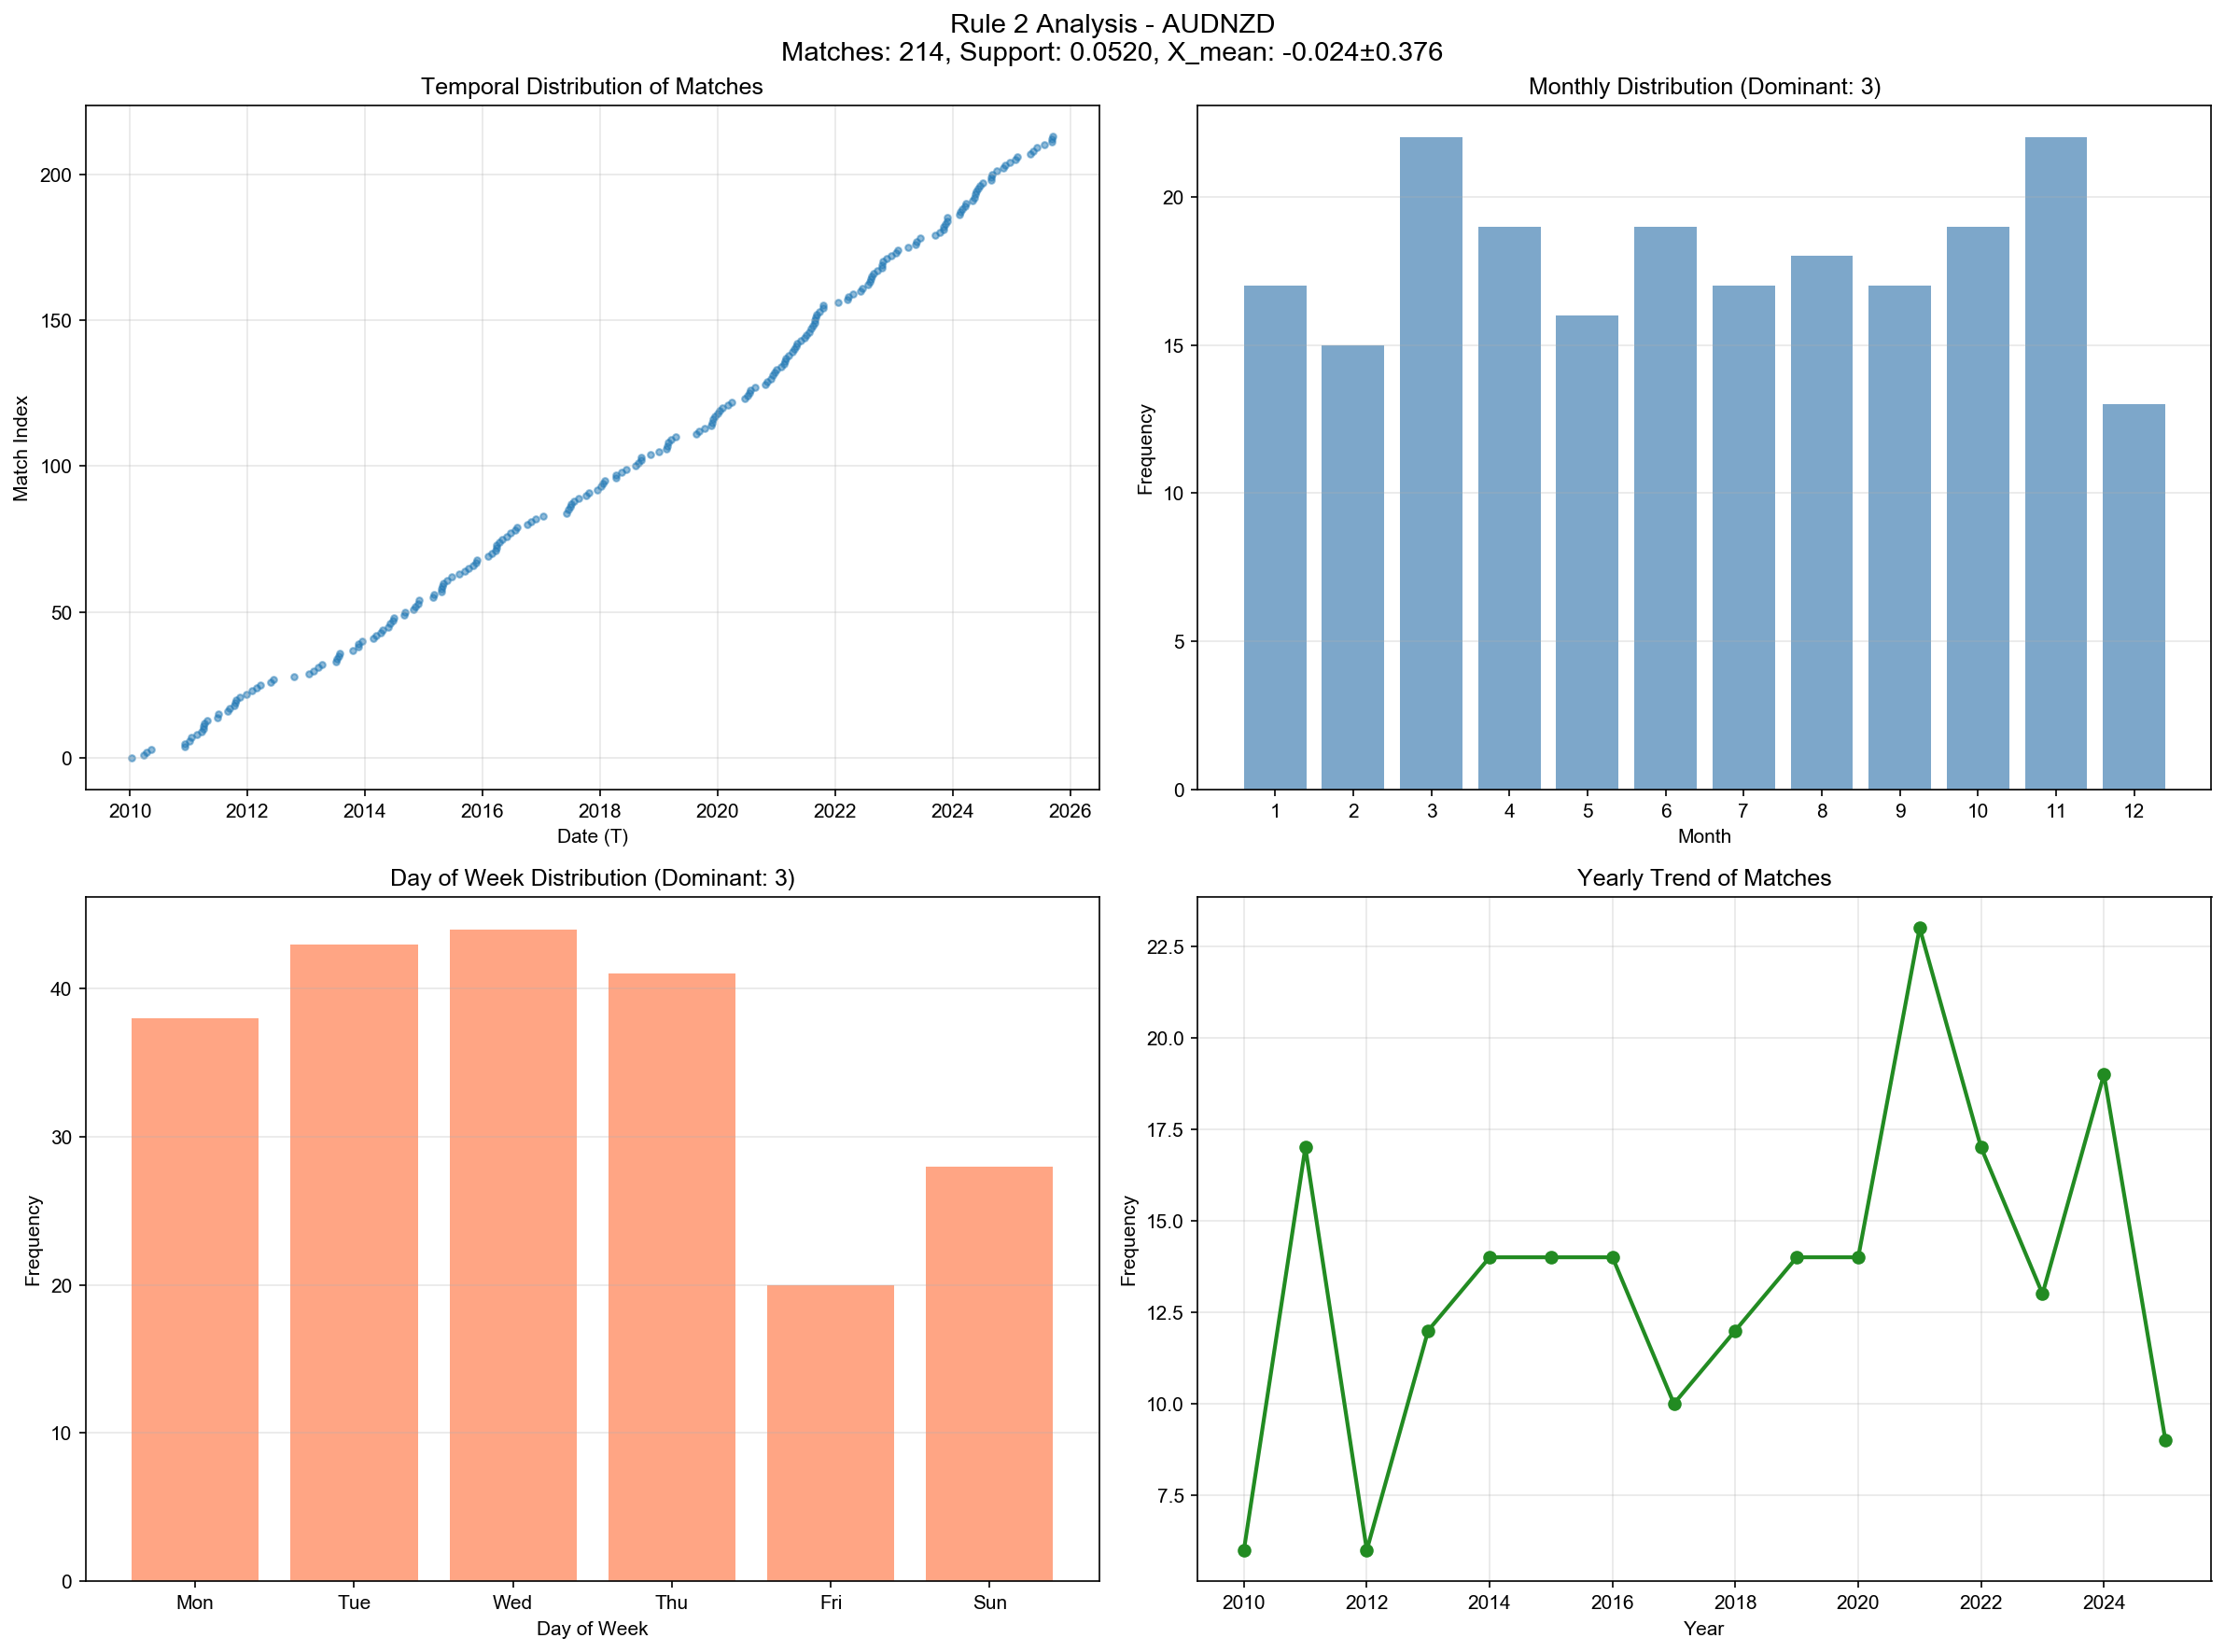 Rule 2 Analysis - AUDNZD
Matches: 214, Support: 0.0520, X_mean: -0.024±0.376
Temporal Distribution of Matches
200
150
100
50
0
Match Index
2010 2012 2014 2016 2018 2020 2022 2024 2026
Date (T)
Monthly Distribution (Dominant: 3)
20
15
10
5
0
Frequency
1 2 3 4 5 6 7 8 9 10 11 12
Month
Day of Week Distribution (Dominant: 3)
40
30
20
10
0
Frequency
Mon Tue Wed Thu Fri Sun
Day of Week
Yearly Trend of Matches
22.5
20.0
17.5
15.0
12.5
10.0
7.5
Frequency
2010 2012 2014 2016 2018 2020 2022 2024
Year